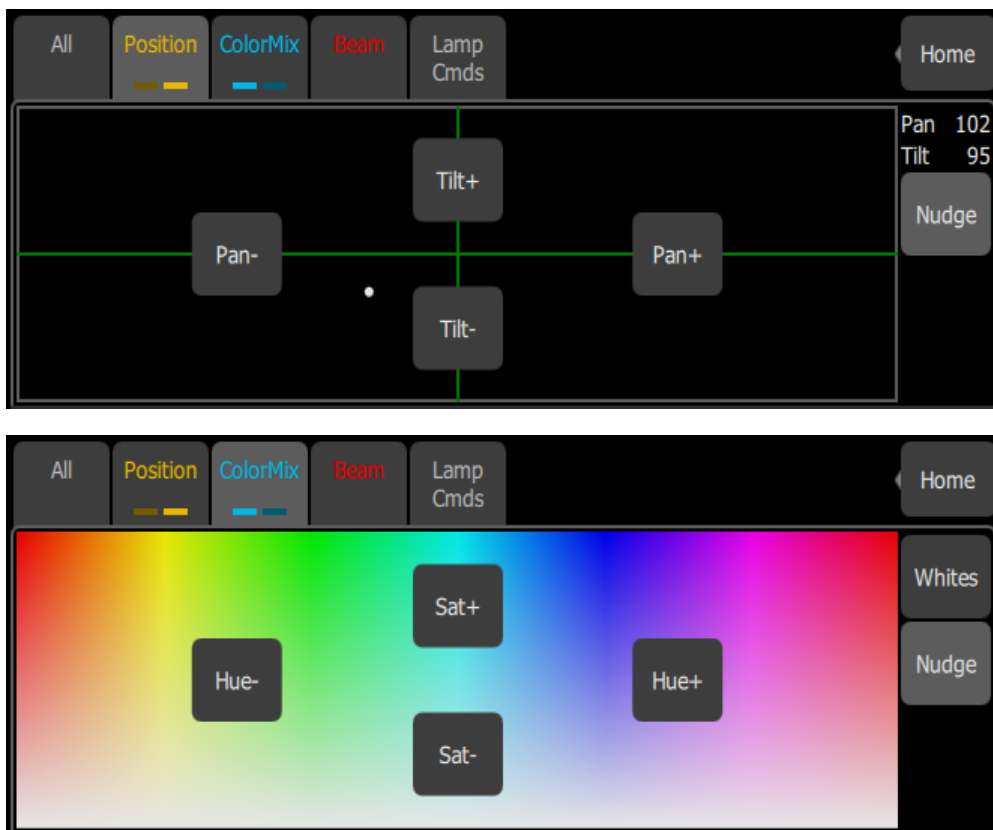 All Position ColorMix Beam Lamp Cmds Home
Pan 102
Tilt 95
Tilt+
Nudge
Pan- Pan+
Tilt-
All Position ColorMix Beam Lamp Cmds Home
Whites
Sat+
Nudge
Hue- Hue+
Sat-